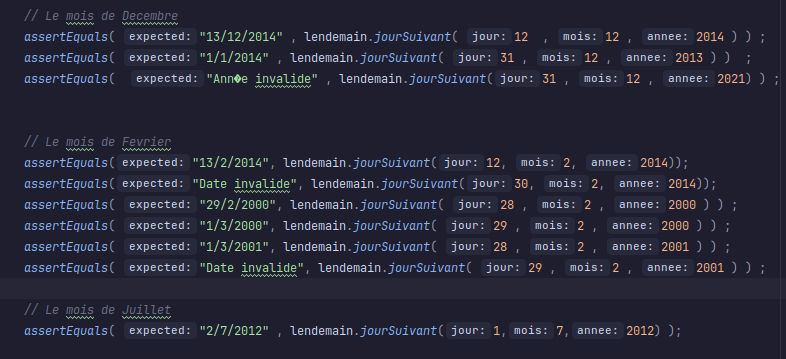 // Le mois de Decembre
assertEquals( expected: "13/12/2014" , lendemain.jourSuivant( jour: 12 , mois: 12 , annee: 2014 ) ) ;
assertEquals( expected: "1/1/2014" , lendemain.jourSuivant( jour: 31 , mois: 12 , annee: 2013 ) ) ;
assertEquals( expected: "Ann�e invalide" , lendemain.jourSuivant( jour: 31 , mois: 12 , annee: 2021) ) ;
// Le mois de Fevrier
assertEquals( expected: "13/2/2014", lendemain.jourSuivant( jour: 12, mois: 2, annee: 2014));
assertEquals( expected: "Date invalide", lendemain.jourSuivant( jour: 30, mois: 2, annee: 2014));
assertEquals( expected: "29/2/2000", lendemain.jourSuivant( jour: 28 , mois: 2 , annee: 2000 ) ) ;
assertEquals( expected: "1/3/2000", lendemain.jourSuivant( jour: 29 , mois: 2 , annee: 2000 ) ) ;
assertEquals( expected: "1/3/2001", lendemain.jourSuivant( jour: 28 , mois: 2 , annee: 2001 ) ) ;
assertEquals( expected: "Date invalide", lendemain.jourSuivant( jour: 29 , mois: 2 , annee: 2001 ) ) ;
// Le mois de Juillet
assertEquals( expected: "2/7/2012" , lendemain.jourSuivant( jour: 1, mois: 7, annee: 2012) );